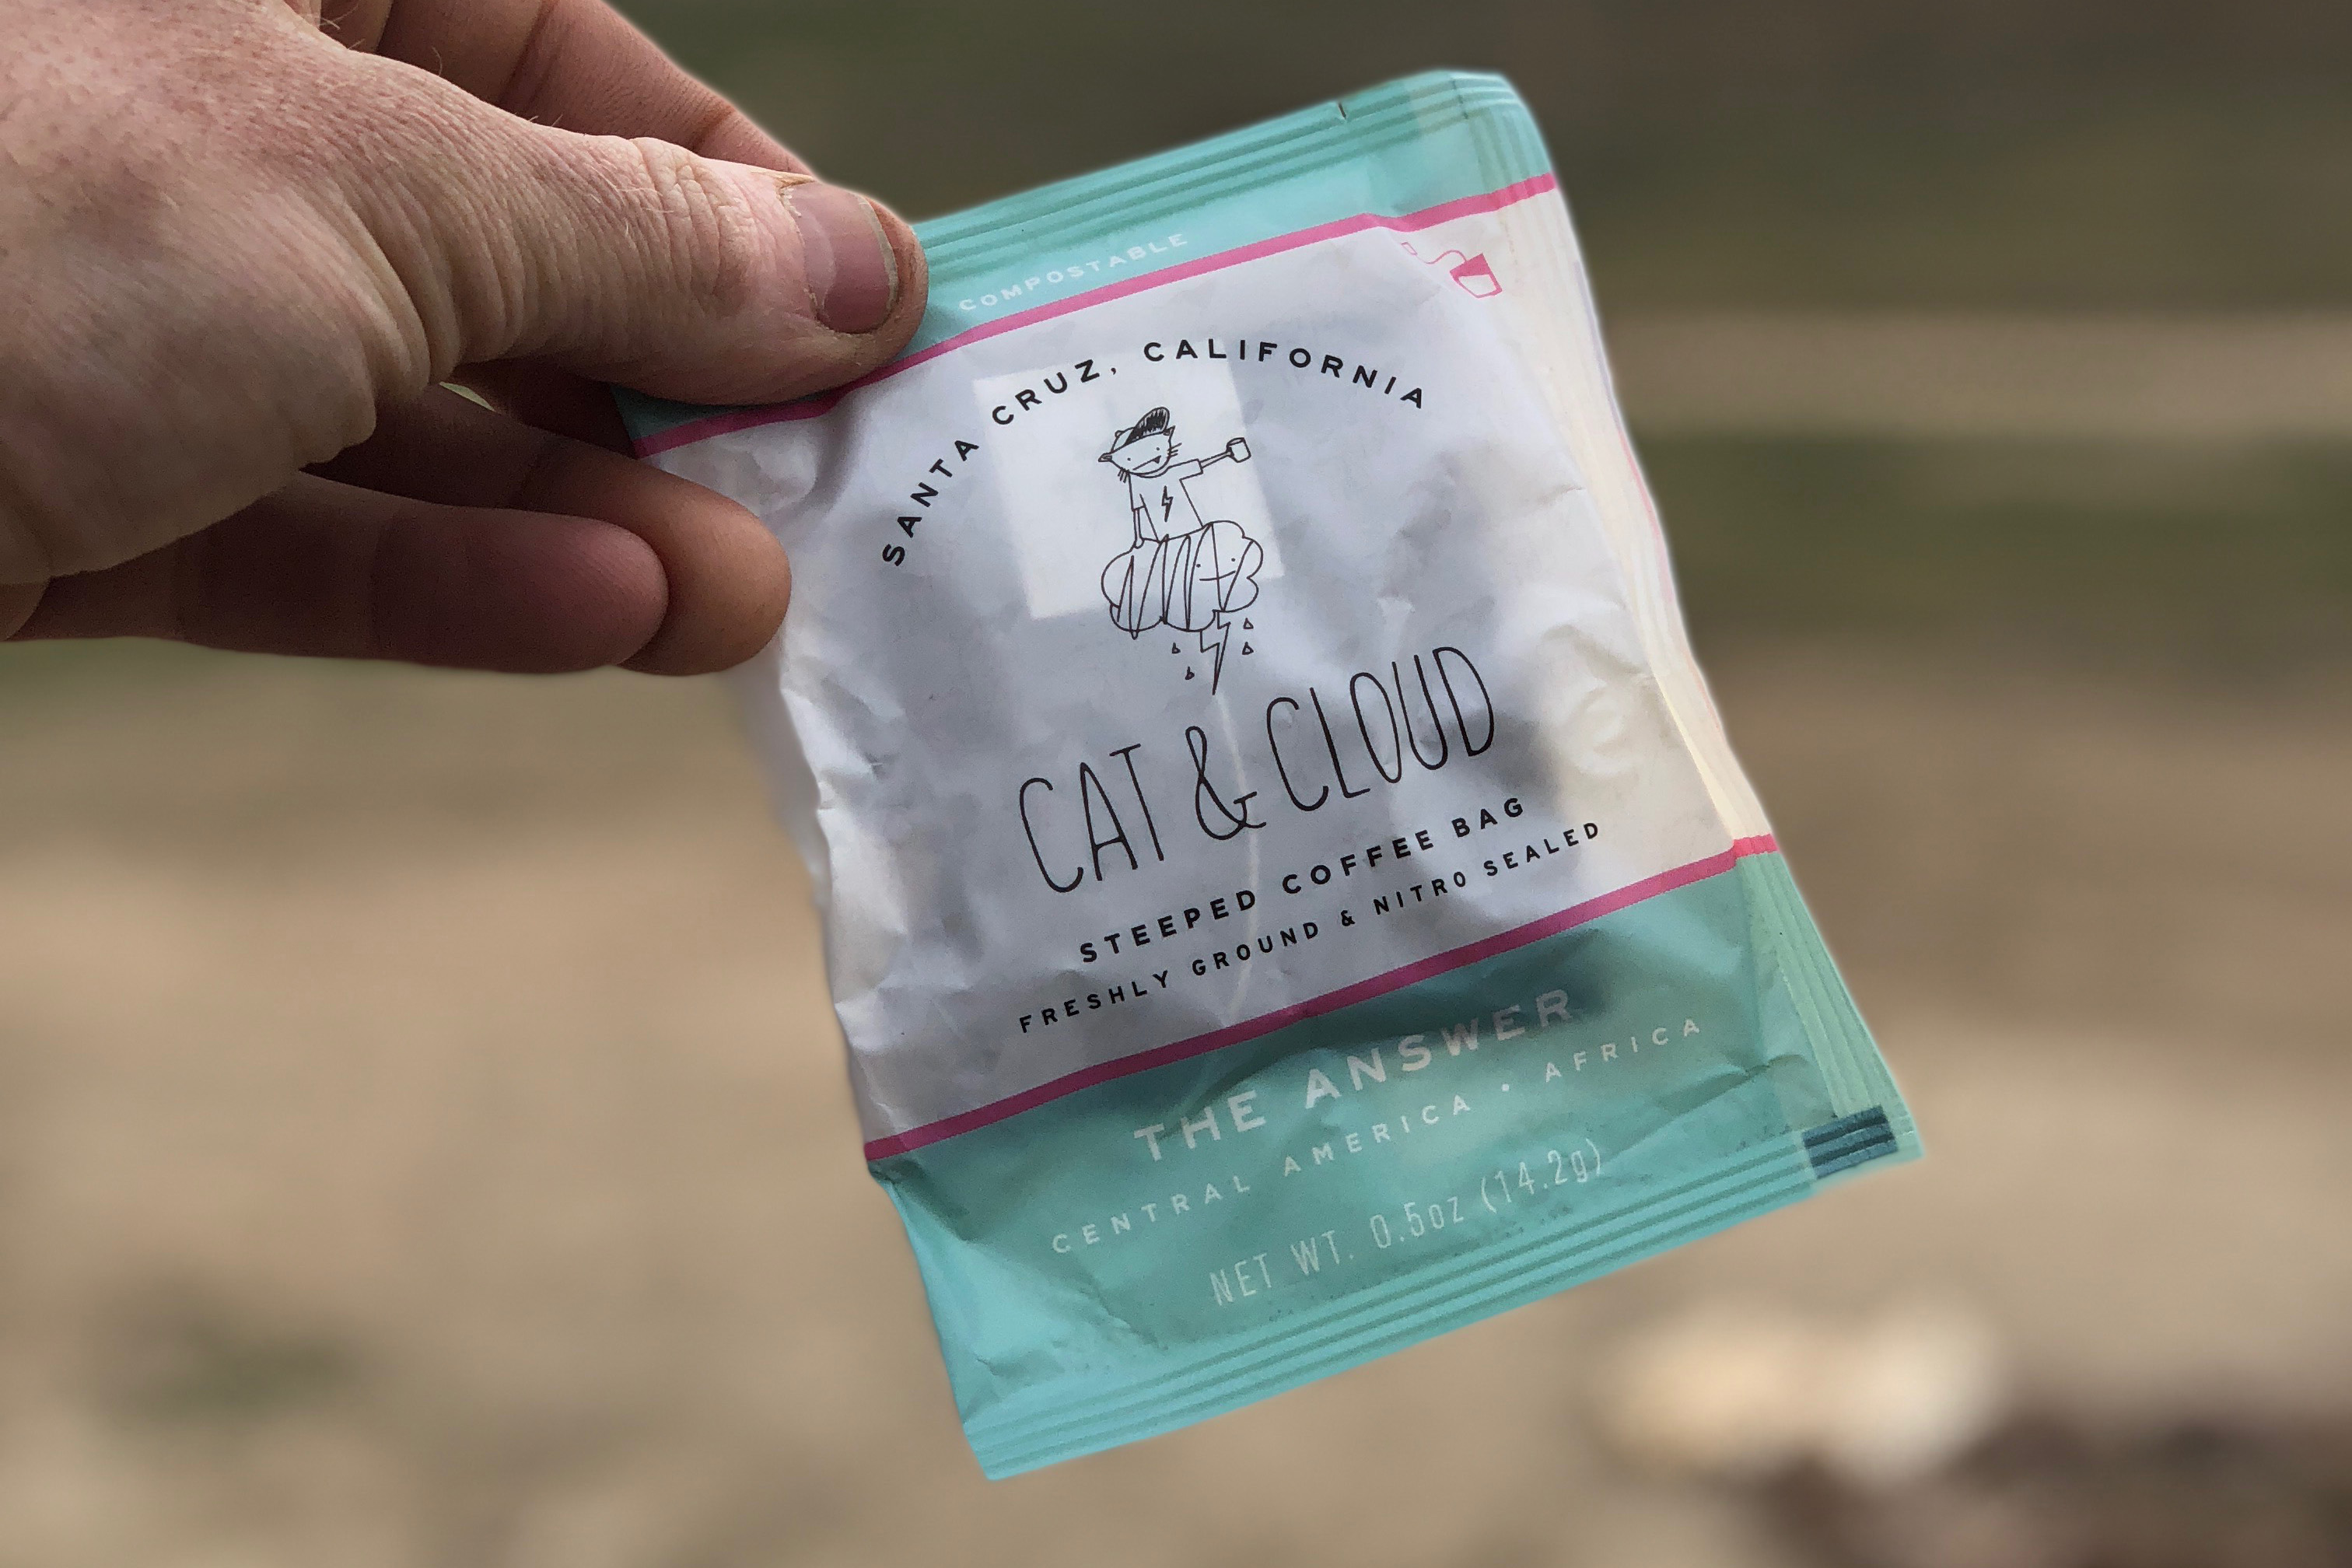 COMPOSTABLE
SANTA CRUZ, CALIFORNIA
CAT & CLOUD
STEEPED COFFEE BAG
FRESHLY GROUND & NITRO SEALED
THE ANSWER
CENTRAL AMERICA • AFRICA
NET WT. 0.5oz (14.2g)